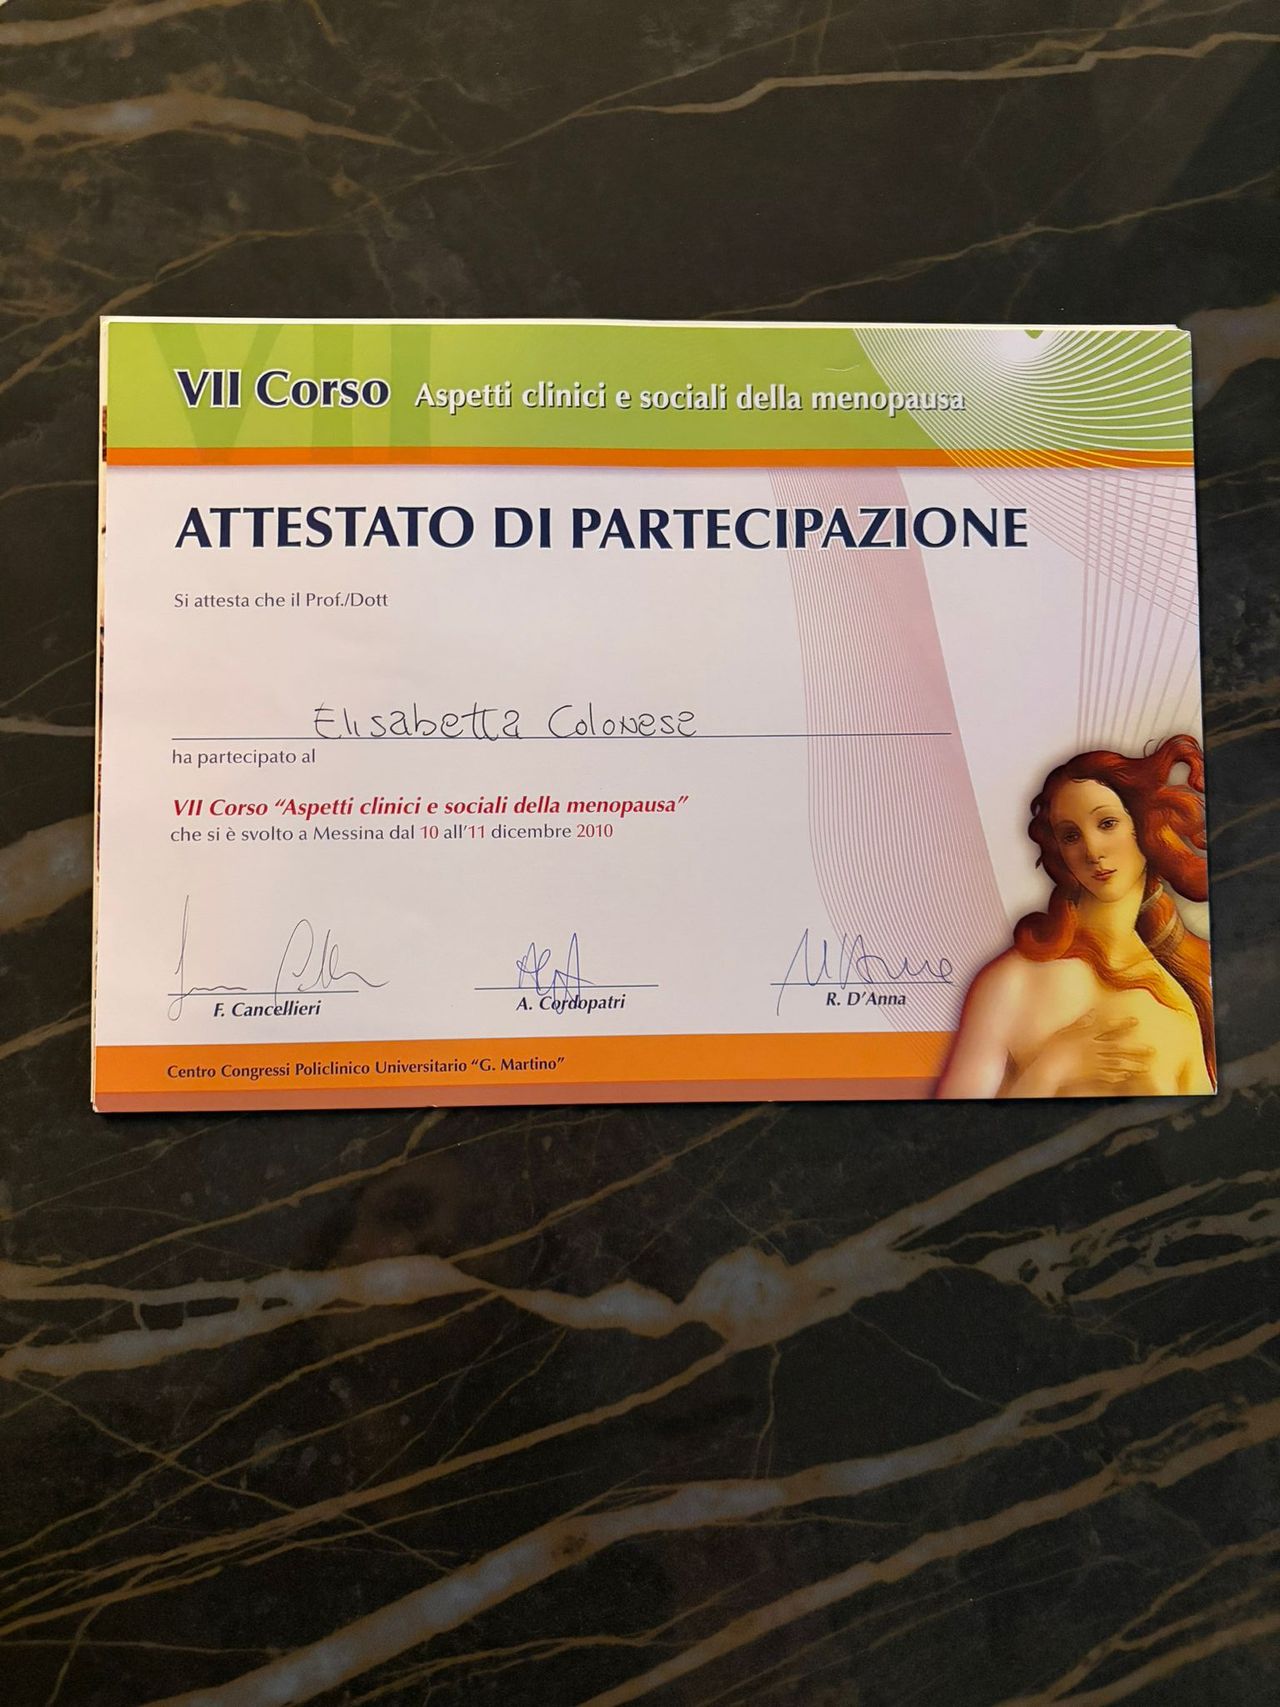 VII Corso Aspetti clinici e sociali della menopausa
ATTESTATO DI PARTECIPAZIONE
Si attesta che il Prof./Dott
Elisabetta Colonese
ha partecipato al
VII Corso “Aspetti clinici e sociali della menopausa”
che si è svolto a Messina dal 10 all'11 dicembre 2010
F. Cancellieri
A. Cordopatri
R. D'Anna
Centro Congressi Policlinico Universitario “G. Martino”